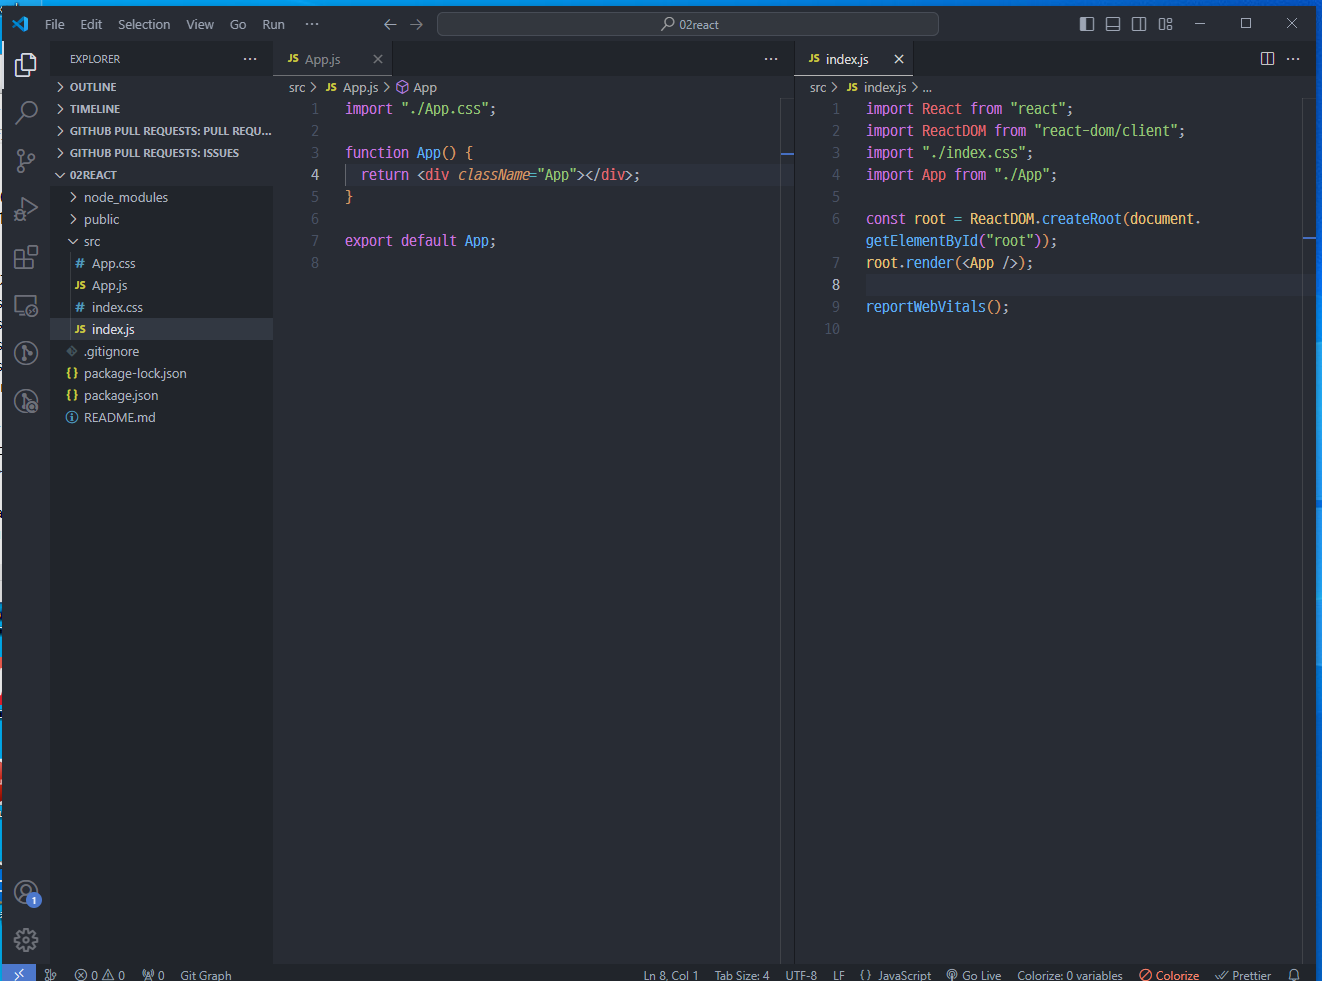 File Edit Selection View Go Run ··· 02react
EXPLORER ···
OUTLINE
TIMELINE
GITHUB PULL REQUESTS: PULL REQU...
GITHUB PULL REQUESTS: ISSUES
02REACT
node_modules
public
src
# App.css
JS App.js
# index.css
JS index.js
.gitignore
{} package-lock.json
{} package.json
README.md
JS App.js ···
src > JS App.js > App
1 import "./App.css";
2
3 function App() {
4 return <div className="App"></div>;
5 }
6
7 export default App;
8
JS index.js ···
src > JS index.js > ...
1 import React from "react";
2 import ReactDOM from "react-dom/client";
3 import "./index.css";
4 import App from "./App";
5
6 const root = ReactDOM.createRoot(document.
getElementById("root"));
7 root.render(<App />);
8
9 reportWebVitals();
10
1
0 0 0 Git Graph Ln 8, Col 1 Tab Size: 4 UTF-8 LF {} JavaScript Go Live Colorize: 0 variables Colorize Prettier